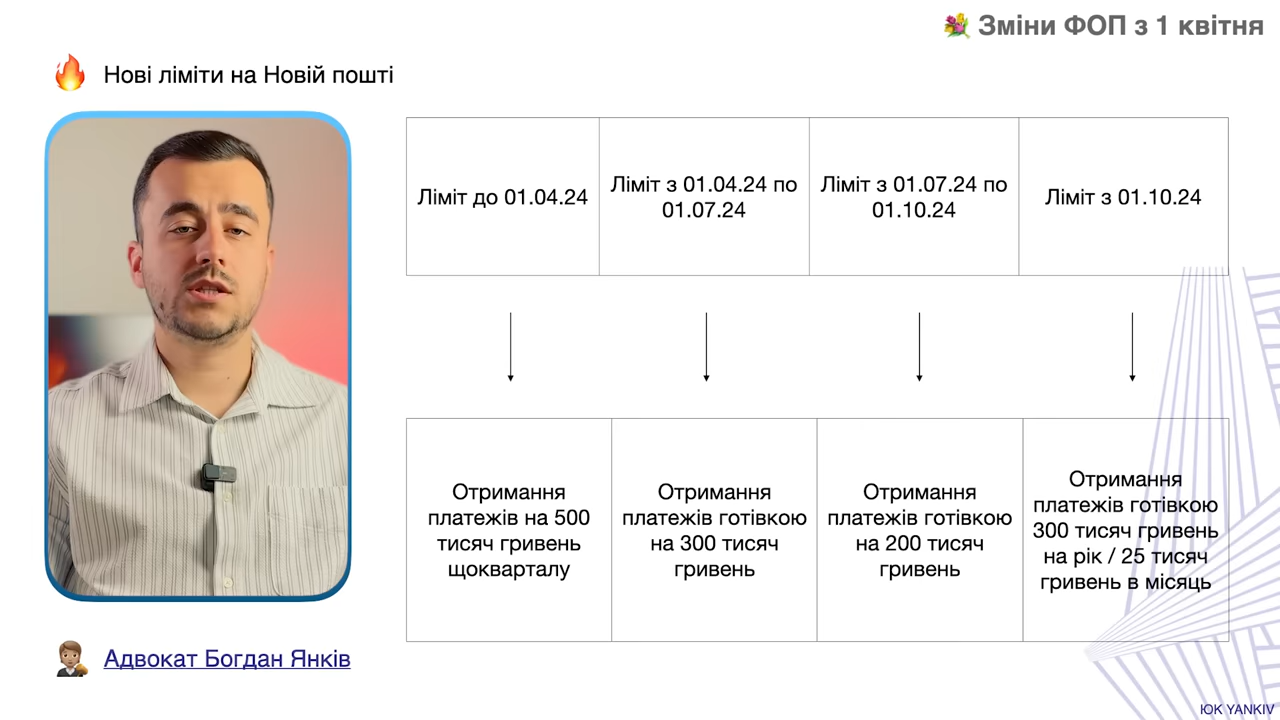 Зміни ФОП з 1 квітня
Нові ліміти на Новій пошті
Ліміт до 01.04.24
Ліміт з 01.04.24 по
01.07.24
Ліміт з 01.07.24 по
01.10.24
Ліміт з 01.10.24
Отримання
платежів на 500
тисяч гривень
щокварталу
Отримання
платежів готівкою
на 300 тисяч
гривень
Отримання
платежів готівкою
на 200 тисяч
гривень
Отримання
платежів готівкою
300 тисяч гривень
на рік / 25 тисяч
гривень в місяць
Адвокат Богдан Янків
ЮК YANKIV